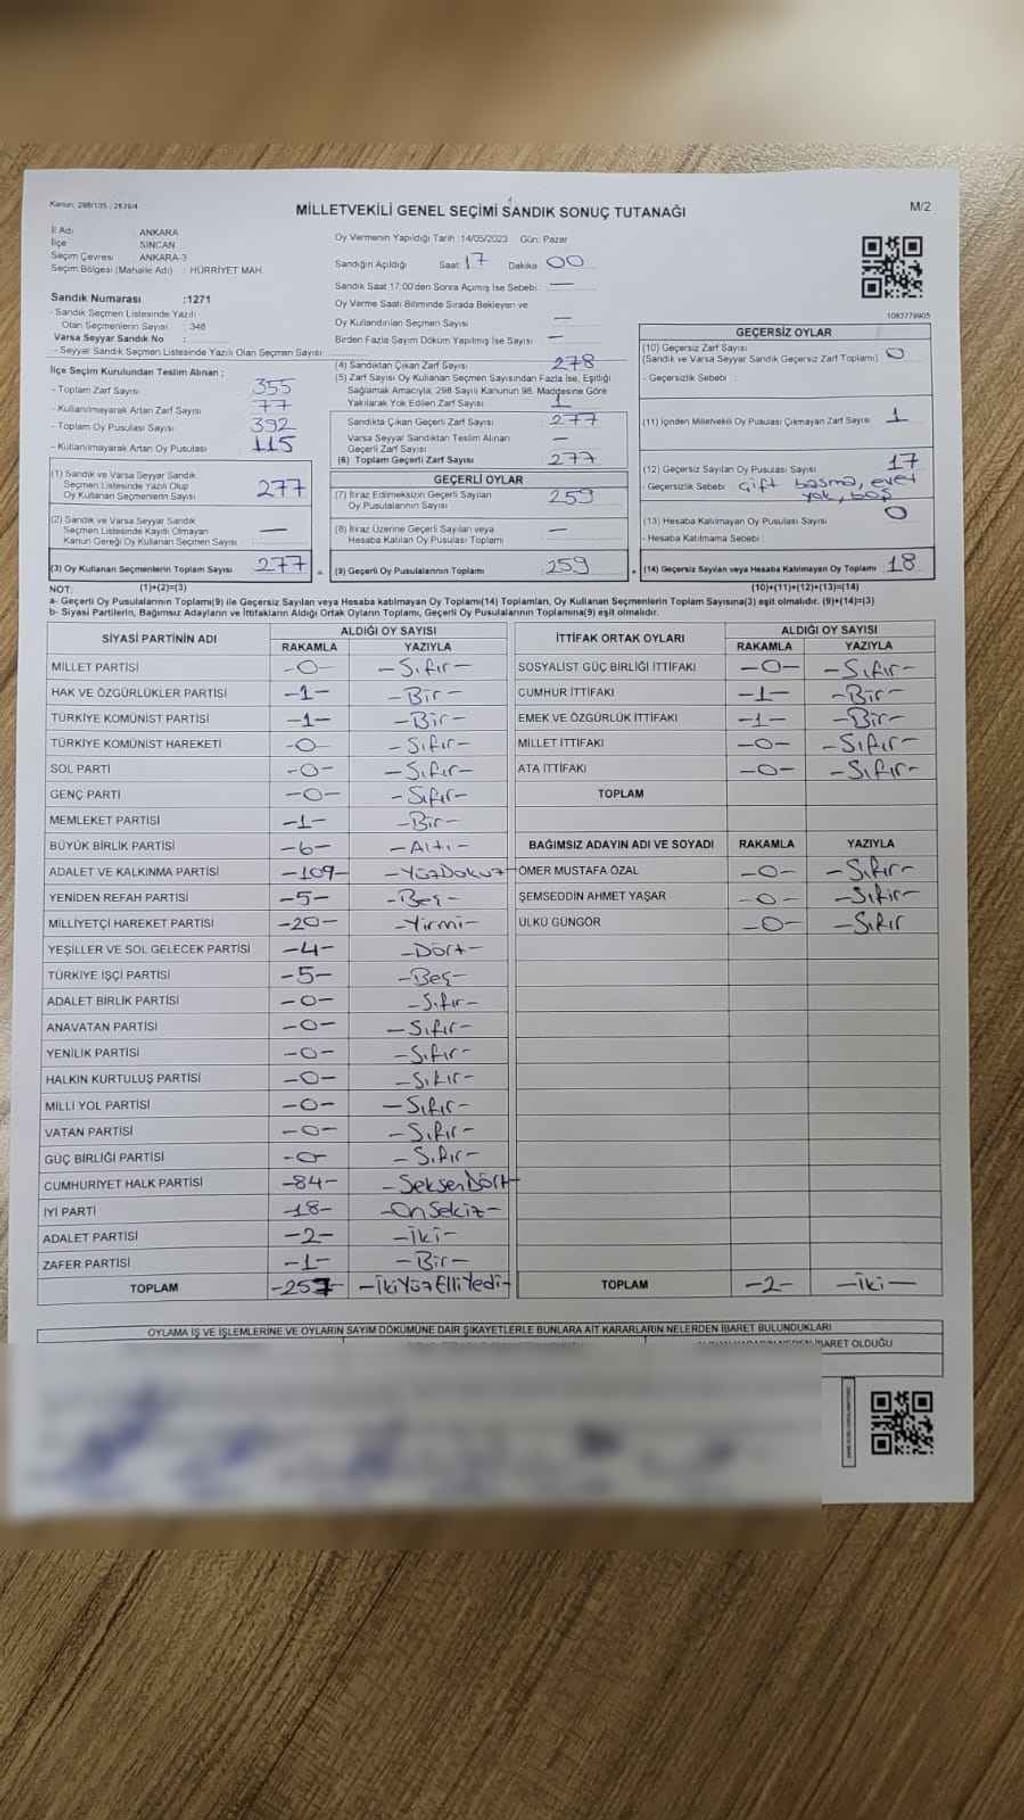 Kanun: 298/105 ; 2839/4
MİLLETVEKİLİ GENEL SEÇİMİ SANDIK SONUÇ TUTANAĞI
M/2
İl Adı ANKARA
İlçe SİNCAN
Seçim Çevresi ANKARA-3
Seçim Bölgesi (Mahalle Adı) : HÜRRİYET MAH.
Oy Vermenin Yapıldığı Tarih :14/05/2023 Gün: Pazar
Sandığın Açıldığı Saat 17 Dakika 00
Sandık Saat 17:00'den Sonra Açılmış İse Sebebi : —
Oy Verme Saati Bitiminde Sırada Bekleyen ve
Oy Kullandırılan Seçmen Sayısı —
Birden Fazla Sayım Döküm Yapılmış İse Sayısı —
1083779905
Sandık Numarası :1271
- Sandık Seçmen Listesinde Yazılı
Olan Seçmenlerin Sayısı : 348
Varsa Seyyar Sandık No :
- Seyyar Sandık Seçmen Listesinde Yazılı Olan Seçmen Sayısı :
İlçe Seçim Kurulundan Teslim Alınan ;
- Toplam Zarf Sayısı 355
- Kullanılmayarak Artan Zarf Sayısı 77
- Toplam Oy Pusulası Sayısı 392
- Kullanılmayarak Artan Oy Pusulası 115
(1) Sandık ve Varsa Seyyar Sandık
Seçmen Listesinde Yazılı Olup
Oy Kullanan Seçmenlerin Sayısı 277
(2) Sandık ve Varsa Seyyar Sandık
Seçmen Listesinde Kayıtlı Olmayan
Kanun Gereği Oy Kullanan Seçmen Sayısı —
(3) Oy Kullanan Seçmenlerin Toplam Sayısı 277
(1)+(2)=(3)
(4) Sandıktan Çıkan Zarf Sayısı 278
(5) Zarf Sayısı Oy Kullanan Seçmen Sayısından Fazla İse, Eşitliği
Sağlamak Amacıyla, 298 Sayılı Kanunun 98. Maddesine Göre
Yakılarak Yok Edilen Zarf Sayısı 1
Sandıkta Çıkan Geçerli Zarf Sayısı 277
Varsa Seyyar Sandıktan Teslim Alınan
Geçerli Zarf Sayısı —
(6) Toplam Geçerli Zarf Sayısı 277
GEÇERLİ OYLAR
(7) İtiraz Edilmeksizin Geçerli Sayılan
Oy Pusulalarının Sayısı 259
(8) İtiraz Üzerine Geçerli Sayılan veya
Hesaba Katılan Oy Pusulası Toplamı —
(9) Geçerli Oy Pusulalarının Toplamı 259
GEÇERSİZ OYLAR
(10) Geçersiz Zarf Sayısı
(Sandık ve Varsa Seyyar Sandık Geçersiz Zarf Toplamı) 0
- Geçersizlik Sebebi :
(11) İçinden Milletvekili Oy Pusulası Çıkmayan Zarf Sayısı 1
(12) Geçersiz Sayılan Oy Pusulası Sayısı 17
- Geçersizlik Sebebi Çift basma, evet
yok, boş
(13) Hesaba Katılmayan Oy Pusulası Sayısı 0
- Hesaba Katılmama Sebebi :
(14) Geçersiz Sayılan veya Hesaba Katılmayan Oy Toplamı 18
(10)+(11)+(12)+(13)=(14)
NOT:
a- Geçerli Oy Pusulalarının Toplamı(9) ile Geçersiz Sayılan veya Hesaba katılmayan Oy Toplamı(14) Toplamları, Oy Kullanan Seçmenlerin Toplam Sayısına(3) eşit olmalıdır. (9)+(14)=(3)
b- Siyasi Partilerin, Bağımsız Adayların ve İttifakların Aldığı Ortak Oyların Toplamı, Geçerli Oy Pusulalarının Toplamına(9) eşit olmalıdır.
SİYASİ PARTİNİN ADI ALDIĞI OY SAYISI
RAKAMLA YAZIYLA
MİLLET PARTİSİ -0- -Sıfır-
HAK VE ÖZGÜRLÜKLER PARTİSİ -1- -Bir-
TÜRKİYE KOMÜNİST PARTİSİ -1- -Bir-
TÜRKİYE KOMÜNİST HAREKETİ -0- -Sıfır-
SOL PARTİ -0- -Sıfır-
GENÇ PARTİ -0- -Sıfır-
MEMLEKET PARTİSİ -1- -Bir-
BÜYÜK BİRLİK PARTİSİ -6- -Altı-
ADALET VE KALKINMA PARTİSİ -109- -YüzDokuz-
YENİDEN REFAH PARTİSİ -5- -Beş-
MİLLİYETÇİ HAREKET PARTİSİ -20- -Yirmi-
YEŞİLLER VE SOL GELECEK PARTİSİ -4- -Dört-
TÜRKİYE İŞÇİ PARTİSİ -5- -Beş-
ADALET BİRLİK PARTİSİ -0- -Sıfır-
ANAVATAN PARTİSİ -0- -Sıfır-
YENİLİK PARTİSİ -0- -Sıfır-
HALKIN KURTULUŞ PARTİSİ -0- -Sıfır-
MİLLİ YOL PARTİSİ -0- -Sıfır-
VATAN PARTİSİ -0- -Sıfır-
GÜÇ BİRLİĞİ PARTİSİ -0- -Sıfır-
CUMHURİYET HALK PARTİSİ -84- -SeksenDört-
İYİ PARTİ -18- -OnSekiz-
ADALET PARTİSİ -2- -İki-
ZAFER PARTİSİ -1- -Bir-
TOPLAM -257- -İkiYüzElliYedi-
İTTİFAK ORTAK OYLARI ALDIĞI OY SAYISI
RAKAMLA YAZIYLA
SOSYALİST GÜÇ BİRLİĞİ İTTİFAKI -0- -Sıfır-
CUMHUR İTTİFAKI -1- -Bir-
EMEK VE ÖZGÜRLÜK İTTİFAKI -1- -Bir-
MİLLET İTTİFAKI -0- -Sıfır-
ATA İTTİFAKI -0- -Sıfır-
TOPLAM
BAĞIMSIZ ADAYIN ADI VE SOYADI RAKAMLA YAZIYLA
ÖMER MUSTAFA ÖZAL -0- -Sıfır-
ŞEMSEDDİN AHMET YAŞAR -0- -Sıfır-
ÜLKÜ GÜNGÖR -0- -Sıfır
TOPLAM -2- -İki-
OYLAMA İŞ VE İŞLEMLERİNE VE OYLARIN SAYIM DÖKÜMÜNE DAİR ŞİKAYETLERLE BUNLARA AİT KARARLARIN NELERDEN İBARET BULUNDUKLARI
İBARET OLDUĞU